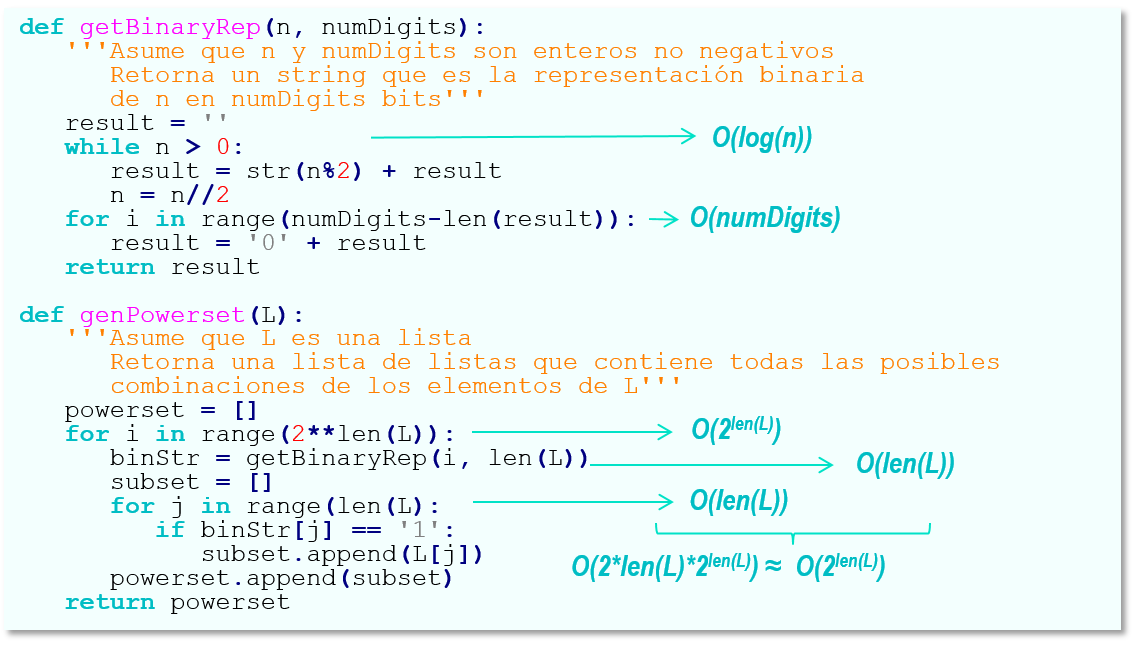 def getBinaryRep(n, numDigits):
'''Asume que n y numDigits son enteros no negativos
Retorna un string que es la representación binaria
de n en numDigits bits'''
result = ''
while n > 0: O(log(n))
result = str(n%2) + result
n = n//2
for i in range(numDigits-len(result)): O(numDigits)
result = '0' + result
return result
def genPowerset(L):
'''Asume que L es una lista
Retorna una lista de listas que contiene todas las posibles
combinaciones de los elementos de L'''
powerset = []
for i in range(2**len(L)): O(2^len(L))
binStr = getBinaryRep(i, len(L)) O(len(L))
subset = []
for j in range(len(L): O(len(L))
if binStr[j] == '1':
subset.append(L[j])
O(2*len(L)*2^len(L)) ≈ O(2^len(L))
powerset.append(subset)
return powerset